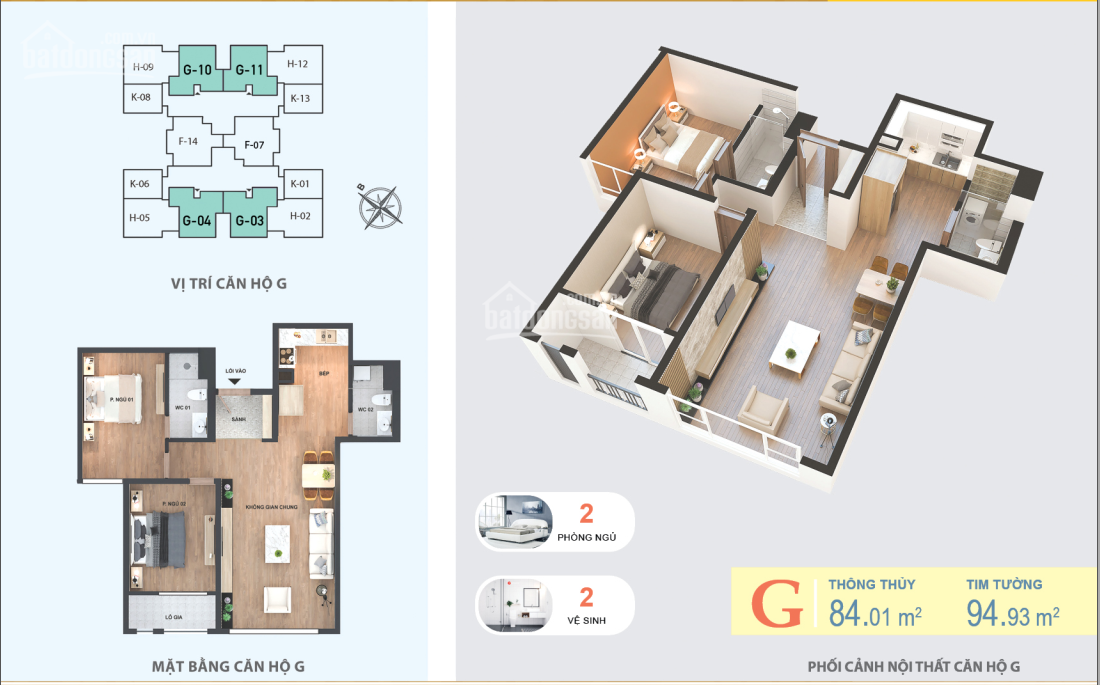 batdongsan
.com.vn
H-09
G-10
G-11
H-12
K-08
K-13
F-14
F-07
K-06
K-01
H-05
G-04
G-03
H-02
B
VỊ TRÍ CĂN HỘ G
LỐI VÀO
BẾP
P. NGỦ 01
WC 01
SẢNH
WC 02
P. NGỦ 02
KHÔNG GIAN CHUNG
LÔ GIA
MẶT BẰNG CĂN HỘ G
batdongsan
2
PHÒNG NGỦ
2
VỆ SINH
G
THÔNG THỦY
84.01 m²
TIM TƯỜNG
94.93 m²
PHỐI CẢNH NỘI THẤT CĂN HỘ G